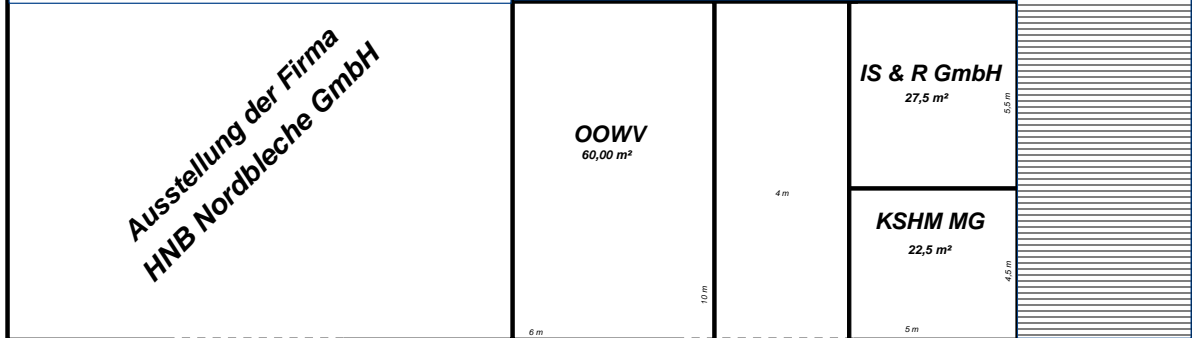 Ausstellung der Firma
HNB Nordbleche GmbH
OOWV
60,00 m²
10 m
6 m
4 m
IS & R GmbH
27,5 m²
5,5 m
KSHM MG
22,5 m²
4,5 m
5 m